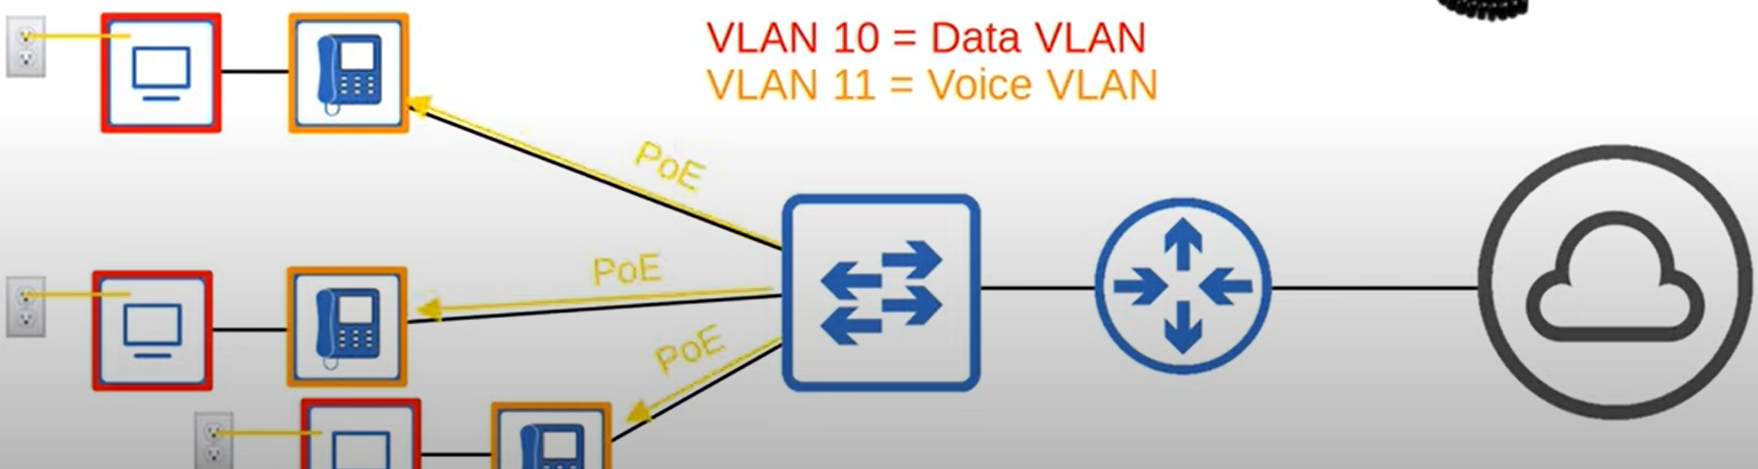 VLAN 10 = Data VLAN
VLAN 11 = Voice VLAN
PoE
PoE
PoE